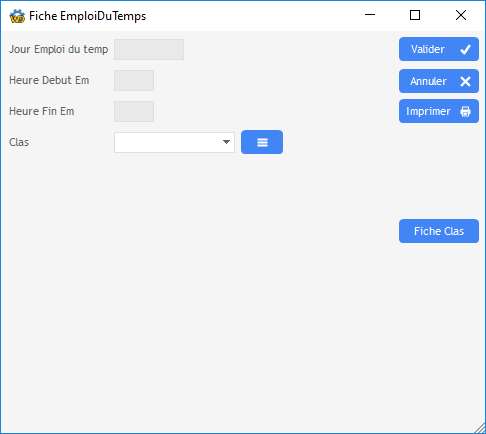 Fiche EmploiDuTemps
Jour Emploi du temp
Valider
Heure Debut Em
Annuler
Heure Fin Em
Imprimer
Clas
Fiche Clas